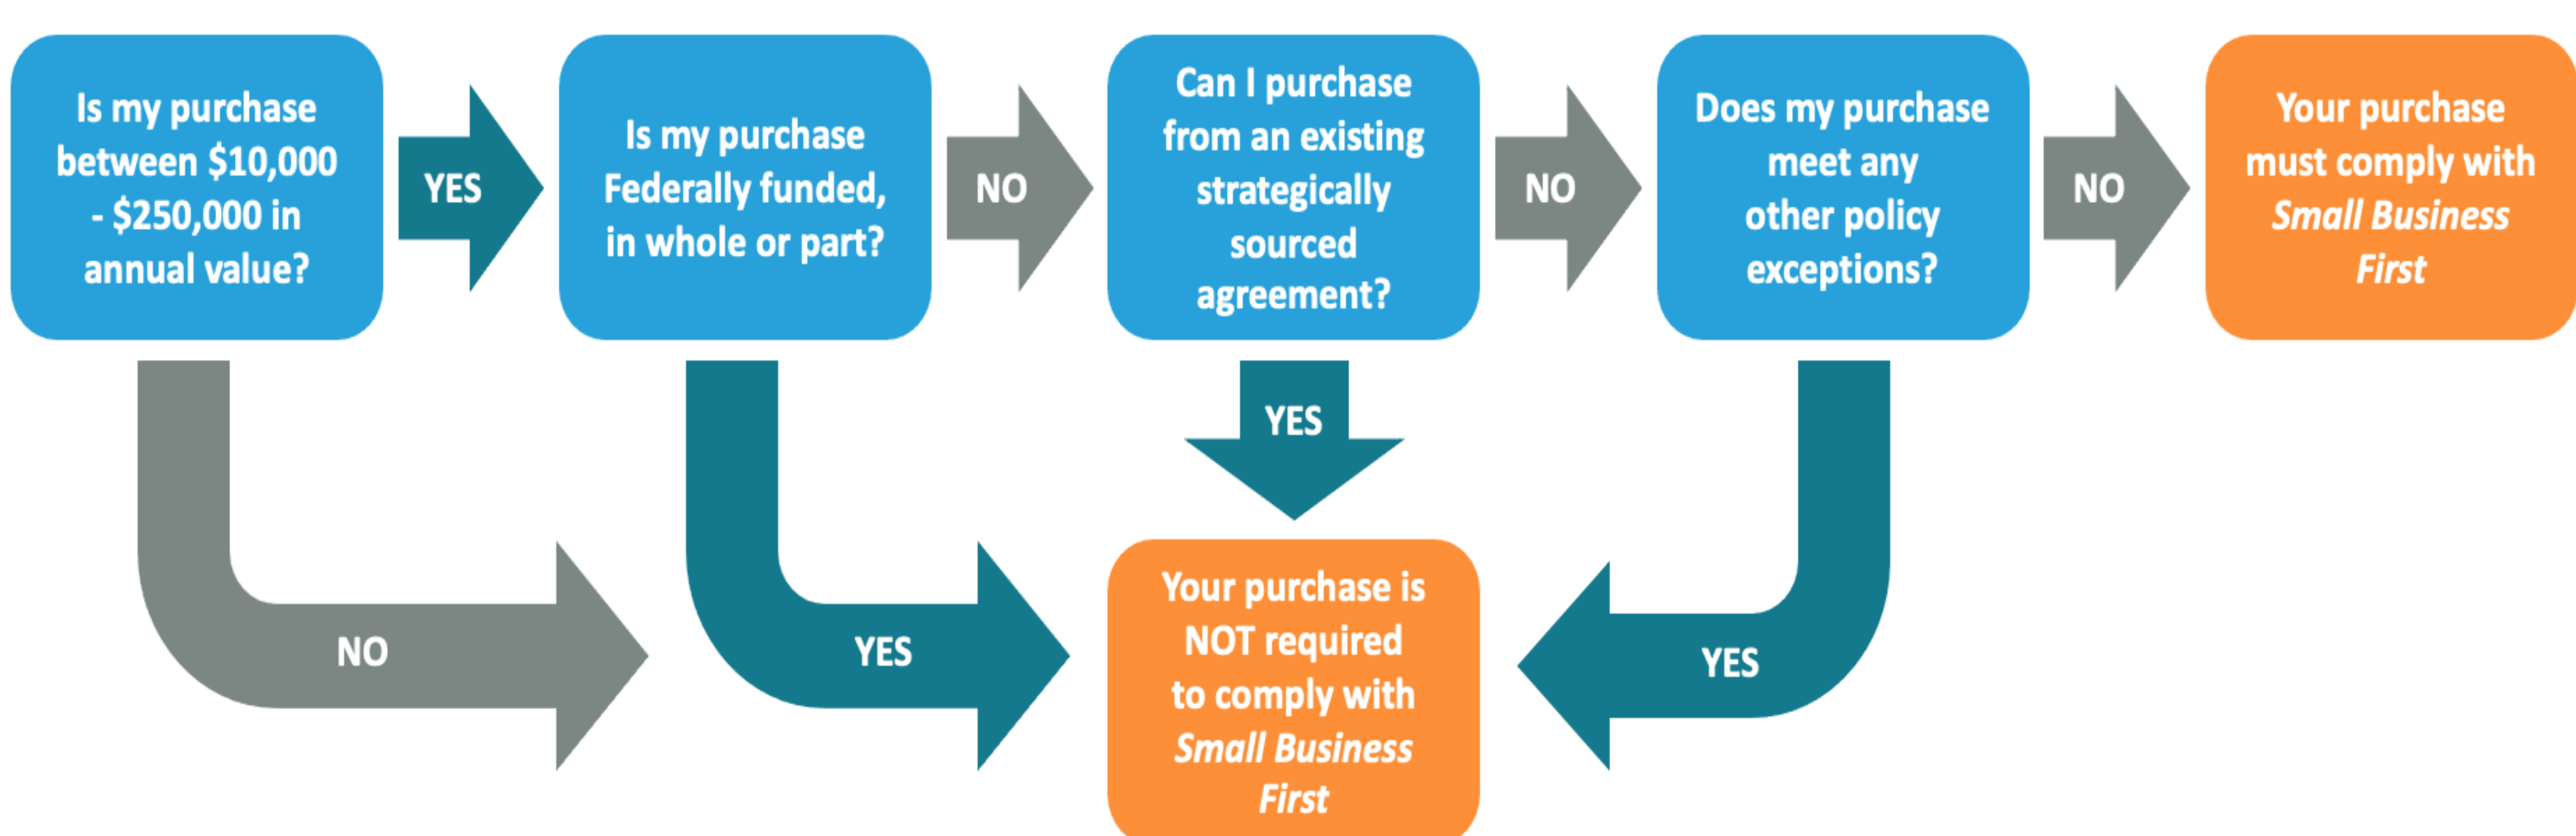 Is my purchase
between $10,000
- $250,000 in
annual value?
YES
Is my purchase
Federally funded,
in whole or part?
NO
Can I purchase
from an existing
strategically
sourced
agreement?
NO
Does my purchase
meet any
other policy
exceptions?
NO
Your purchase
must comply with
Small Business
First
NO
YES
YES
YES
Your purchase is
NOT required
to comply with
Small Business
First